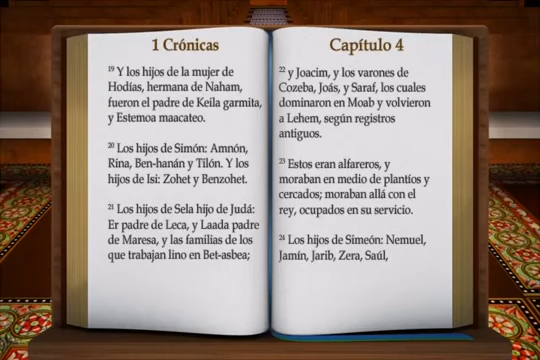 1 Crónicas
19 Y los hijos de la mujer de
Hodías, hermana de Naham,
fueron el padre de Keila garmita,
y Estemoa maacateo.
20 Los hijos de Simón: Amnón,
Rina, Ben-hanán y Tilón. Y los
hijos de Isi: Zohet y Benzohet.
21 Los hijos de Sela hijo de Judá:
Er padre de Leca, y Laada padre
de Maresa, y las familias de los
que trabajan lino en Bet-asbea;
Capítulo 4
22 y Joacim, y los varones de
Cozeba, Joás, y Saraf, los cuales
dominaron en Moab y volvieron
a Lehem, según registros
antiguos.
23 Estos eran alfareros, y
moraban en medio de plantíos y
cercados; moraban allá con el
rey, ocupados en su servicio.
24 Los hijos de Simeón: Nemuel,
Jamín, Jarib, Zera, Saúl,